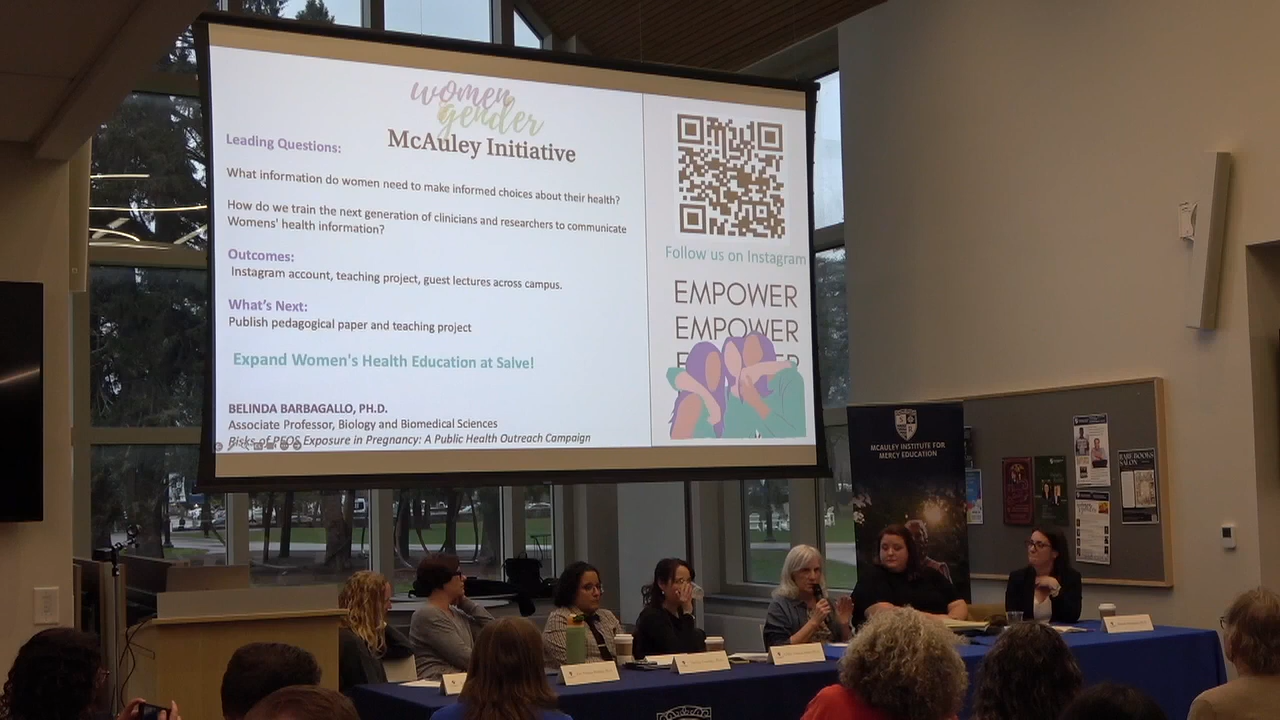 women
gender
McAuley Initiative
Leading Questions:
What information do women need to make informed choices about their health?
How do we train the next generation of clinicians and researchers to communicate
Womens' health information?
Outcomes:
Instagram account, teaching project, guest lectures across campus.
What's Next:
Publish pedagogical paper and teaching project
Expand Women's Health Education at Salve!
BELINDA BARBAGALLO, PH.D.
Associate Professor, Biology and Biomedical Sciences
Risks of PFOS Exposure in Pregnancy: A Public Health Outreach Campaign
Follow us on Instagram
EMPOWER
EMPOWER
EMPOWER
MCAULEY INSTITUTE FOR
MERCY EDUCATION
RARE BOOKS
SALON